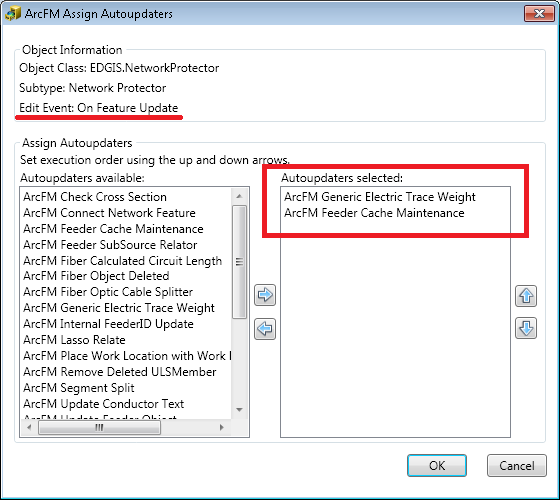 ArcFM Assign Autoupdaters
Object Information
Object Class: EDGIS.NetworkProtector
Subtype: Network Protector
Edit Event: On Feature Update
Assign Autoupdaters
Set execution order using the up and down arrows.
Autoupdaters available:
ArcFM Check Cross Section
ArcFM Connect Network Feature
ArcFM Feeder Cache Maintenance
ArcFM Feeder SubSource Relator
ArcFM Fiber Calculated Circuit Length
ArcFM Fiber Object Deleted
ArcFM Fiber Optic Cable Splitter
ArcFM Generic Electric Trace Weight
ArcFM Internal FeederID Update
ArcFM Lasso Relate
ArcFM Place Work Location with Work
ArcFM Remove Deleted ULSMember
ArcFM Segment Split
ArcFM Update Conductor Text
ArcFM Update Feeder Object
Autoupdaters selected:
ArcFM Generic Electric Trace Weight
ArcFM Feeder Cache Maintenance
OK
Cancel